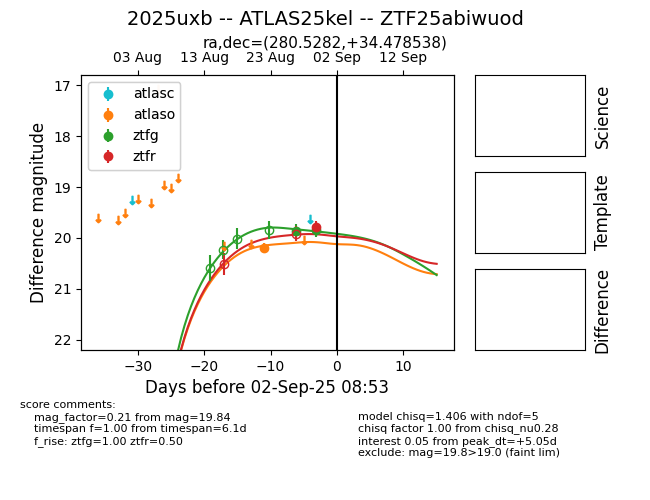 2025uxb -- ATLAS25kel -- ZTF25abiwuod
ra,dec=(280.5282,+34.478538)
03 Aug 13 Aug 23 Aug 02 Sep 12 Sep
17
18
19
20
21
22
Difference magnitude
atlasc
atlaso
ztfg
ztfr
−30 −20 −10 0 10
Days before 02-Sep-25 08:53
Science
Template
Difference
score comments:
mag_factor=0.21 from mag=19.84
timespan f=1.00 from timespan=6.1d
f_rise: ztfg=1.00 ztfr=0.50
model chisq=1.406 with ndof=5
chisq factor 1.00 from chisq_nu0.28
interest 0.05 from peak_dt=+5.05d
exclude: mag=19.8>19.0 (faint lim)